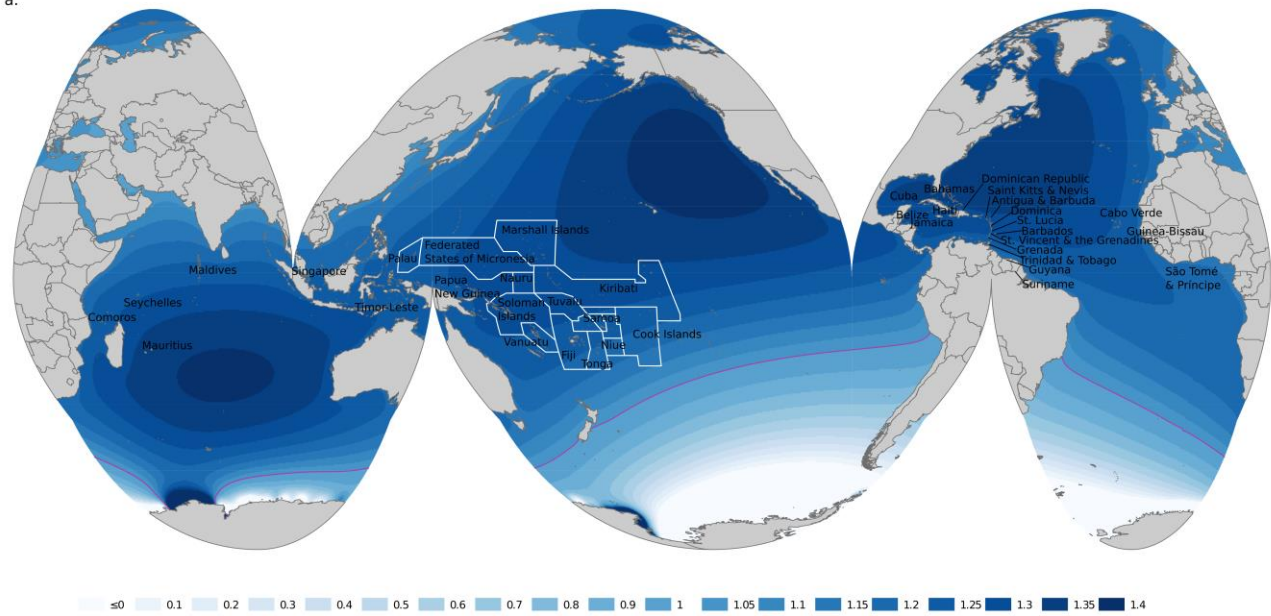 a.
Dominican Republic
Saint Kitts & Nevis
Antigua & Barbuda
Dominica
St. Lucia
Barbados
St. Vincent & the Grenadines
Grenada
Trinidad & Tobago
Guyana
Suriname
Cuba
Bahamas
Haiti
Belize
Jamaica
Cabo Verde
Guinea-Bissau
São Tomé
& Príncipe
Marshall Islands
Federated
States of Micronesia
Palau
Papua
New Guinea
Nauru
Kiribati
Solomon
Islands
Tuvalu
Samoa
Cook Islands
Vanuatu
Fiji
Niue
Tonga
Maldives
Singapore
Seychelles
Comoros
Timor-Leste
Mauritius
≤0 0.1 0.2 0.3 0.4 0.5 0.6 0.7 0.8 0.9 1 1.05 1.1 1.15 1.2 1.25 1.3 1.35 1.4